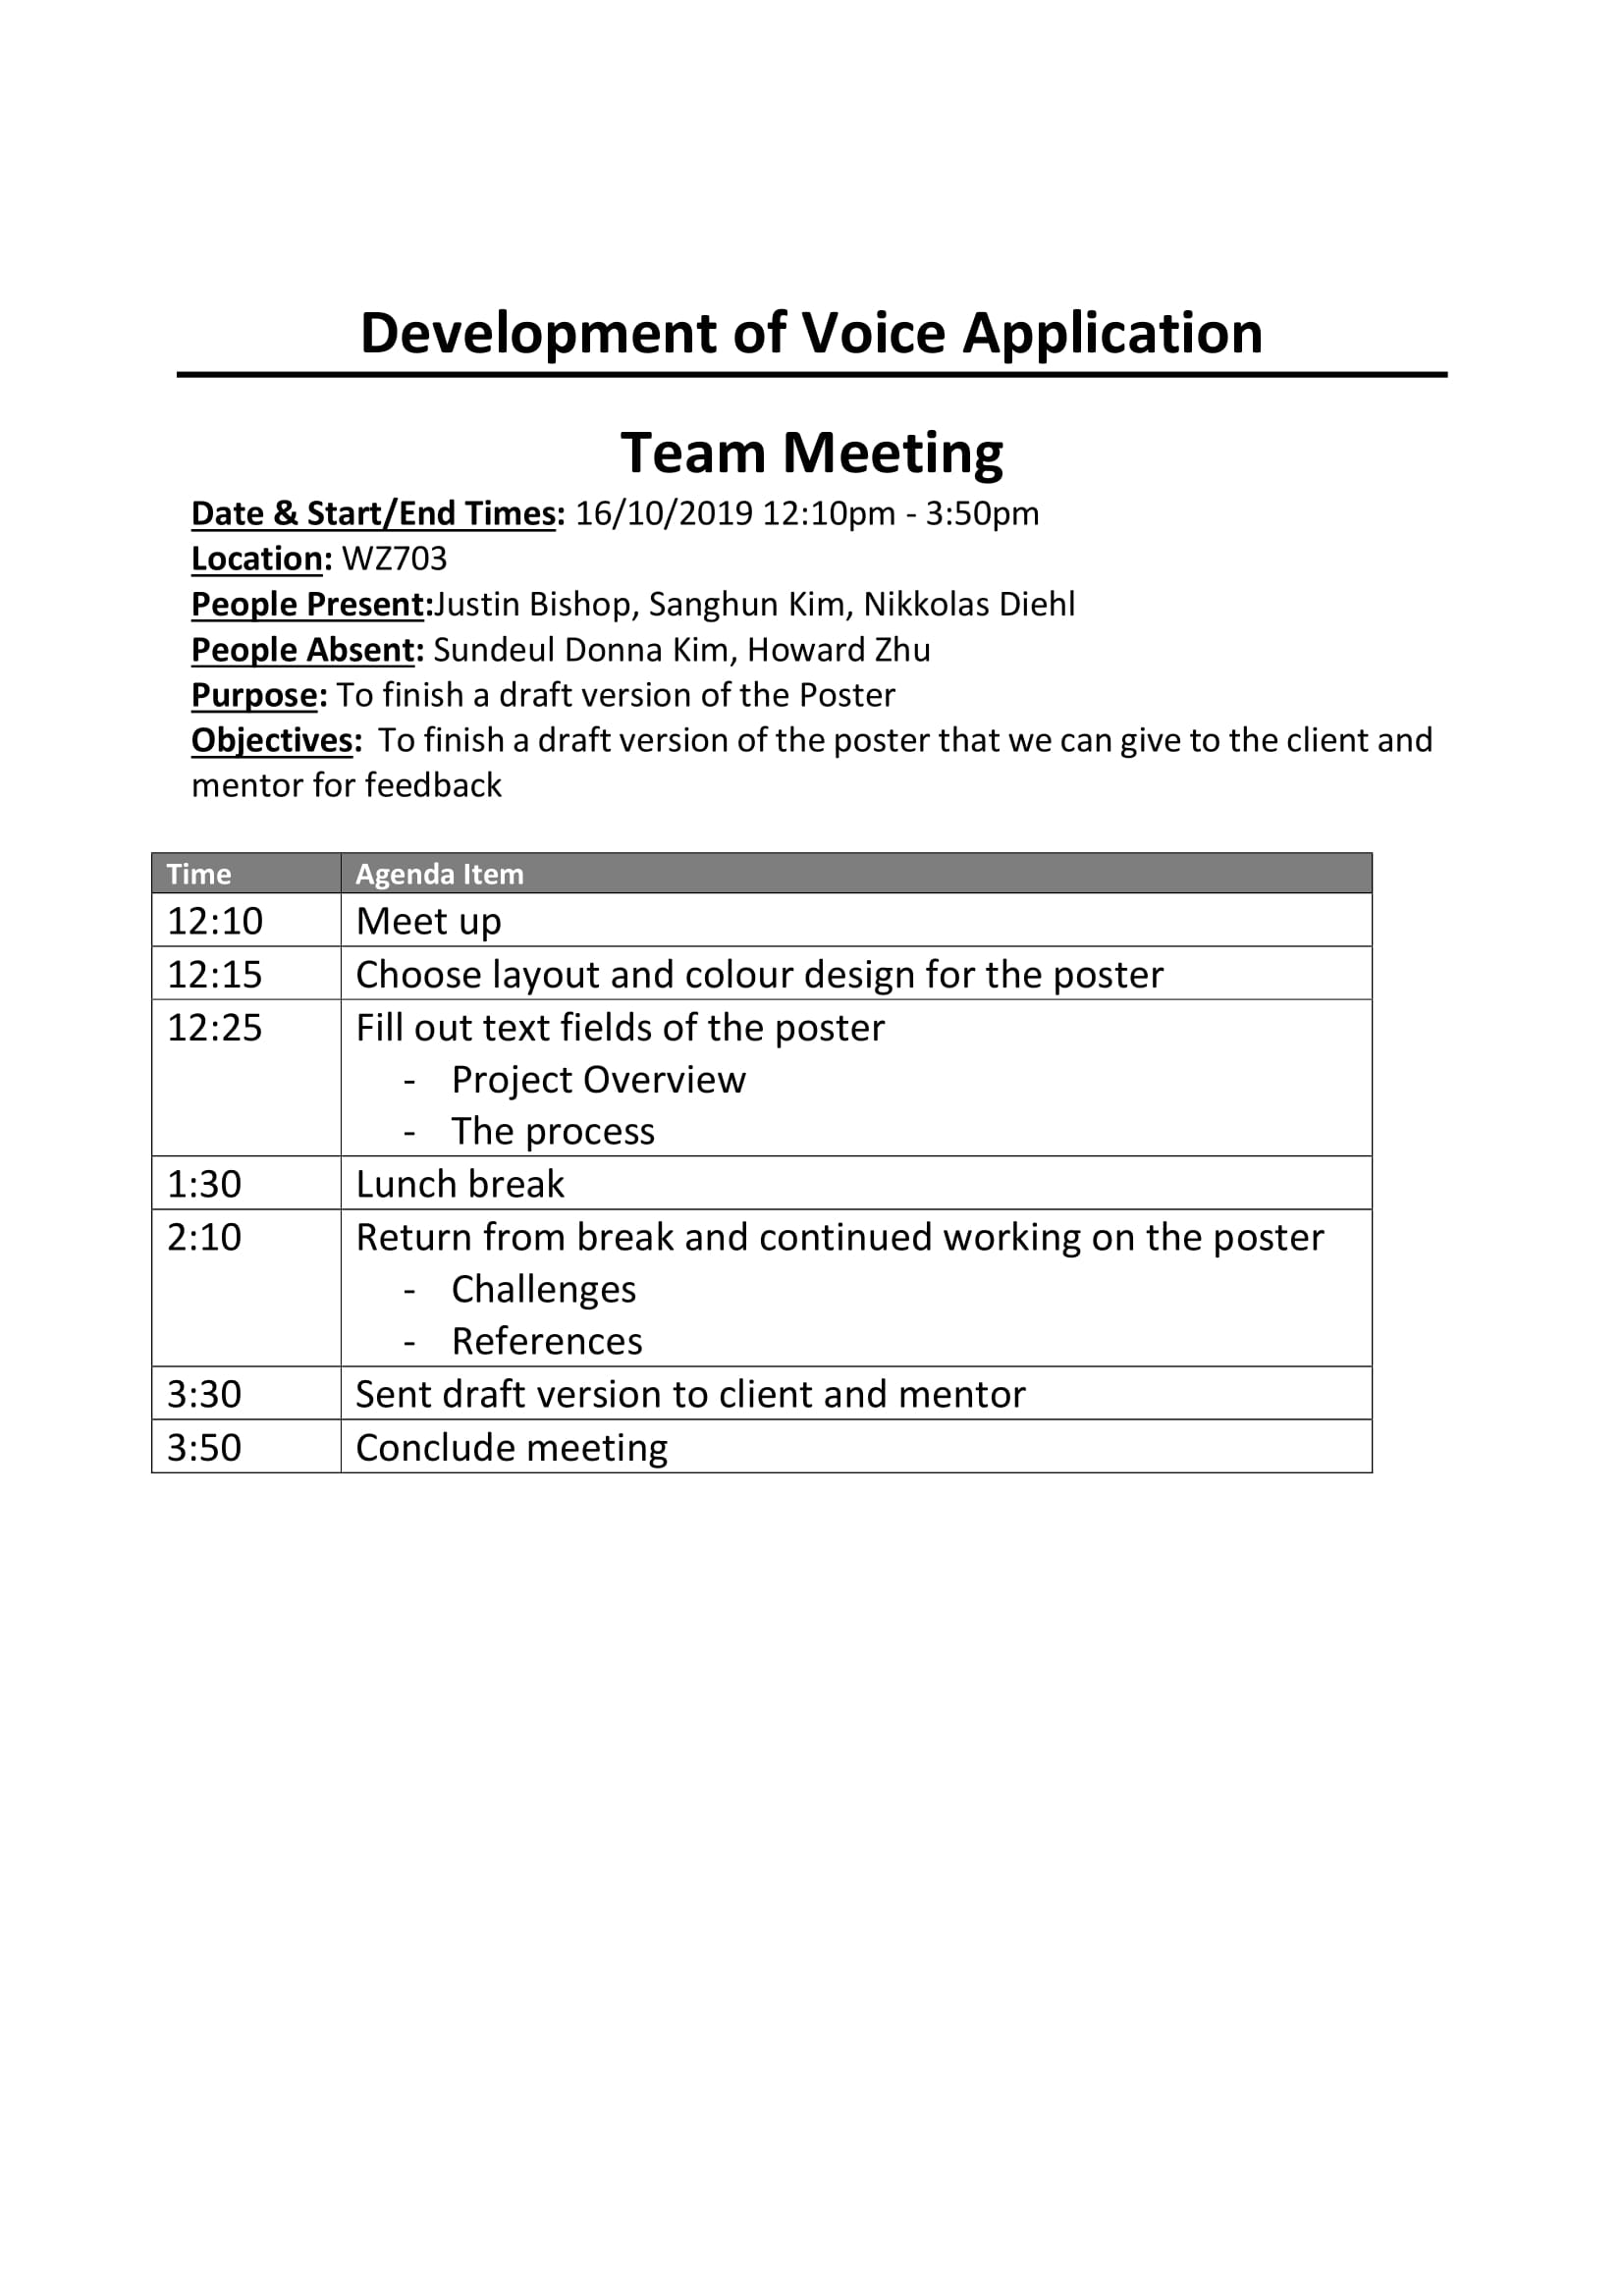 Development of Voice Application
Team Meeting
Date & Start/End Times: 16/10/2019 12:10pm - 3:50pm
Location: WZ703
People Present:Justin Bishop, Sanghun Kim, Nikkolas Diehl
People Absent: Sundeul Donna Kim, Howard Zhu
Purpose: To finish a draft version of the Poster
Objectives:  To finish a draft version of the poster that we can give to the client and
mentor for feedback
Time Agenda Item
12:10 Meet up
12:15 Choose layout and colour design for the poster
12:25 Fill out text fields of the poster
- Project Overview
- The process
1:30 Lunch break
2:10 Return from break and continued working on the poster
- Challenges
- References
3:30 Sent draft version to client and mentor
3:50 Conclude meeting